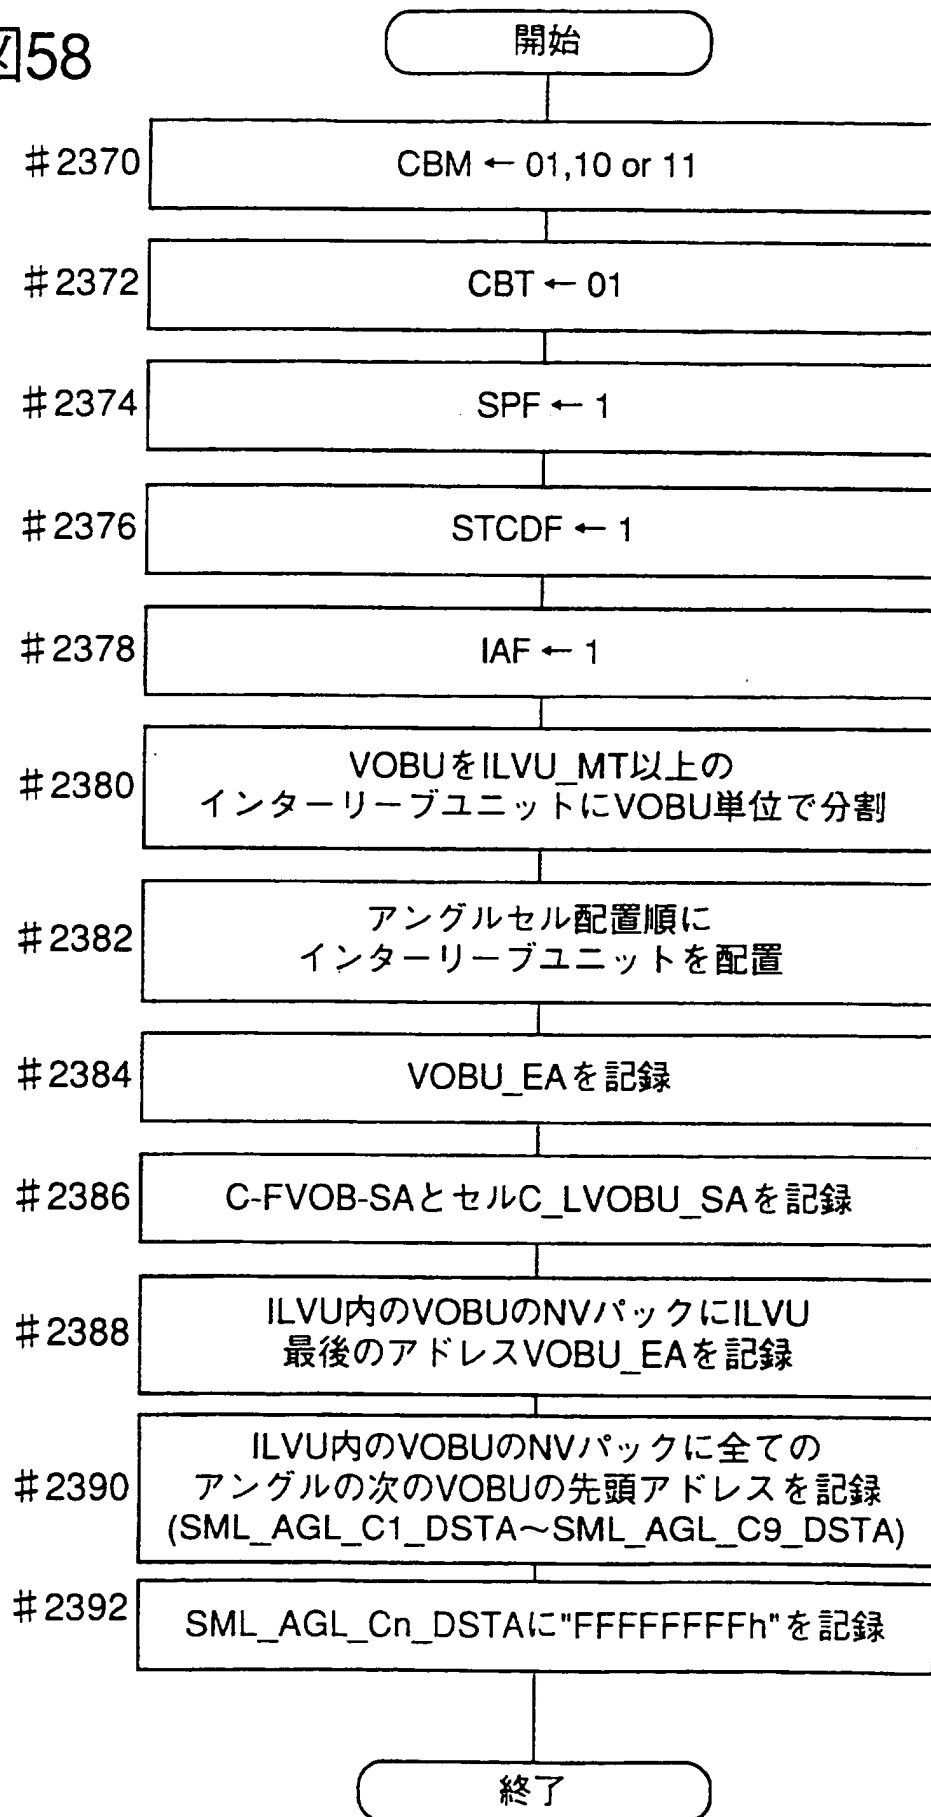 図58
開始
#2370
CBM ← 01,10 or 11
#2372
CBT ← 01
#2374
SPF ← 1
#2376
STCDF ← 1
#2378
IAF ← 1
#2380
VOBUをILVU_MT以上の
インターリーブユニットにVOBU単位で分割
#2382
アングルセル配置順に
インターリーブユニットを配置
#2384
VOBU_EAを記録
#2386
C-FVOB-SAとセルC_LVOBU_SAを記録
#2388
ILVU内のVOBUのNVパックにILVU
最後のアドレスVOBU_EAを記録
#2390
ILVU内のVOBUのNVパックに全ての
アングルの次のVOBUの先頭アドレスを記録
(SML_AGL_C1_DSTA～SML_AGL_C9_DSTA)
#2392
SML_AGL_Cn_DSTAに"FFFFFFFFh"を記録
終了